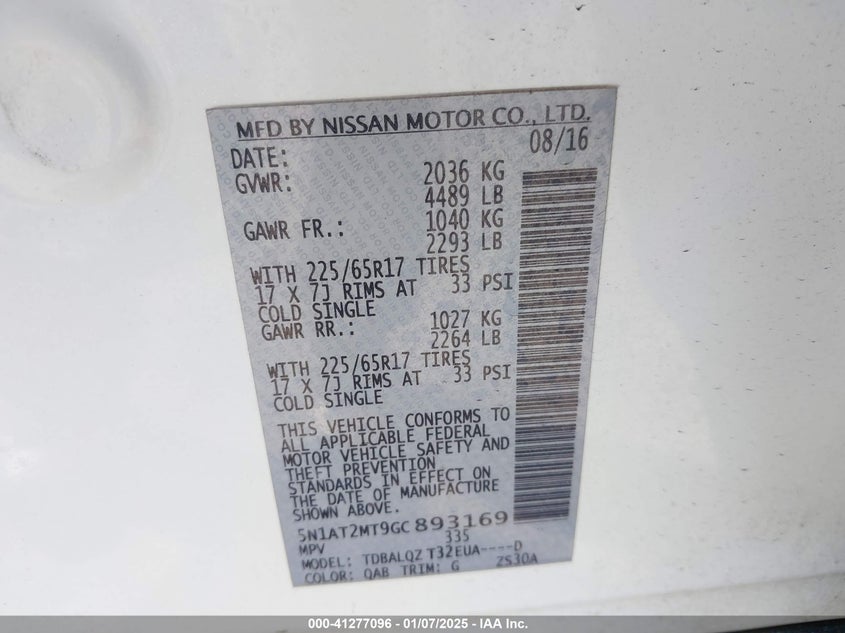 MFD BY NISSAN MOTOR CO., LTD.
DATE: 08/16
GVWR: 2036 KG
4489 LB
GAWR FR.: 1040 KG
2293 LB
WITH 225/65R17 TIRES
17 X 7J RIMS AT 33 PSI
COLD SINGLE
GAWR RR.: 1027 KG
2264 LB
WITH 225/65R17 TIRES
17 X 7J RIMS AT 33 PSI
COLD SINGLE
THIS VEHICLE CONFORMS TO
ALL APPLICABLE FEDERAL
MOTOR VEHICLE SAFETY AND
THEFT PREVENTION
STANDARDS IN EFFECT ON
THE DATE OF MANUFACTURE
SHOWN ABOVE.
5N1AT2MT9GC893169
MPV 335
MODEL: TDBALQZ T32EUA----D
COLOR: QAB TRIM: G ZS30A
000-41277096 — 01/07/2025 — IAA Inc.